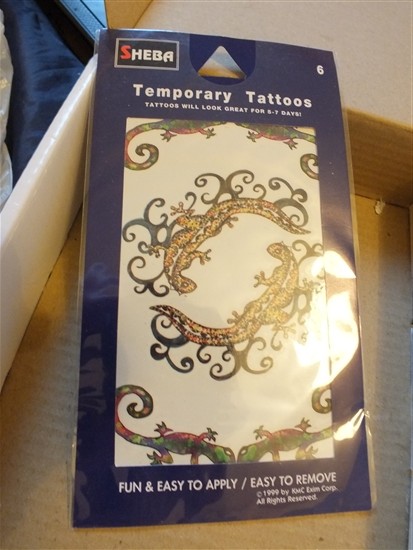 SHEBA
6
Temporary Tattoos
TATTOOS WILL LOOK GREAT FOR 5-7 DAYS!
FUN & EASY TO APPLY / EASY TO REMOVE
©1999 by KMC Exim Corp.
All Rights Reserved.